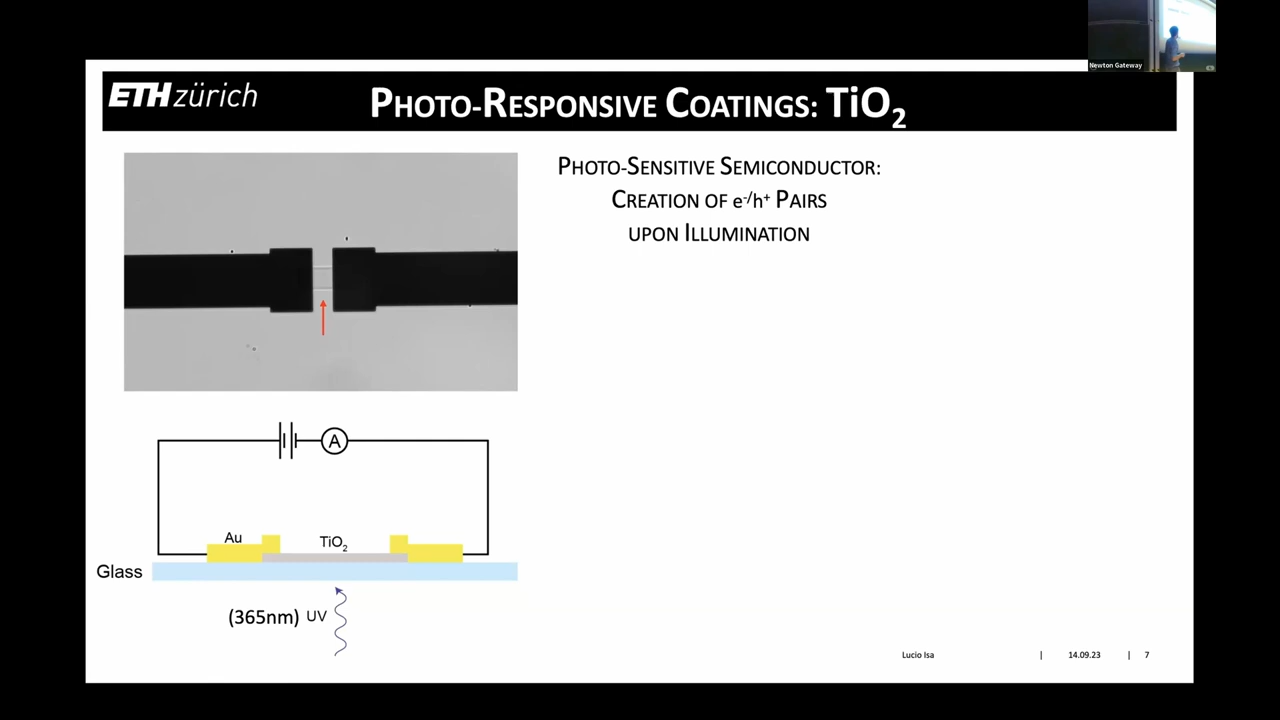 Newton Gateway
ETH zürich
PHOTO-RESPONSIVE COATINGS: TiO2
PHOTO-SENSITIVE SEMICONDUCTOR:
CREATION OF e-/h+ PAIRS
UPON ILLUMINATION
A
Au
TiO2
Glass
(365nm) UV
Lucio Isa | 14.09.23 | 7